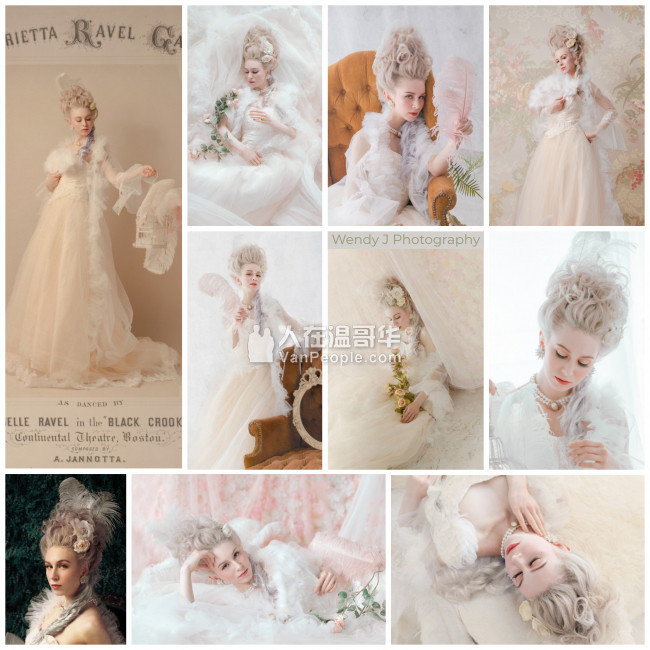 RIETTA RAVEL GA
AS DANCED BY
BELLE RAVEL in the "BLACK CROOK
Continental Theatre, Boston.
COMPOSED BY
A. JANNOTTA.
Wendy J Photography
人在温哥华
VanPeople.com